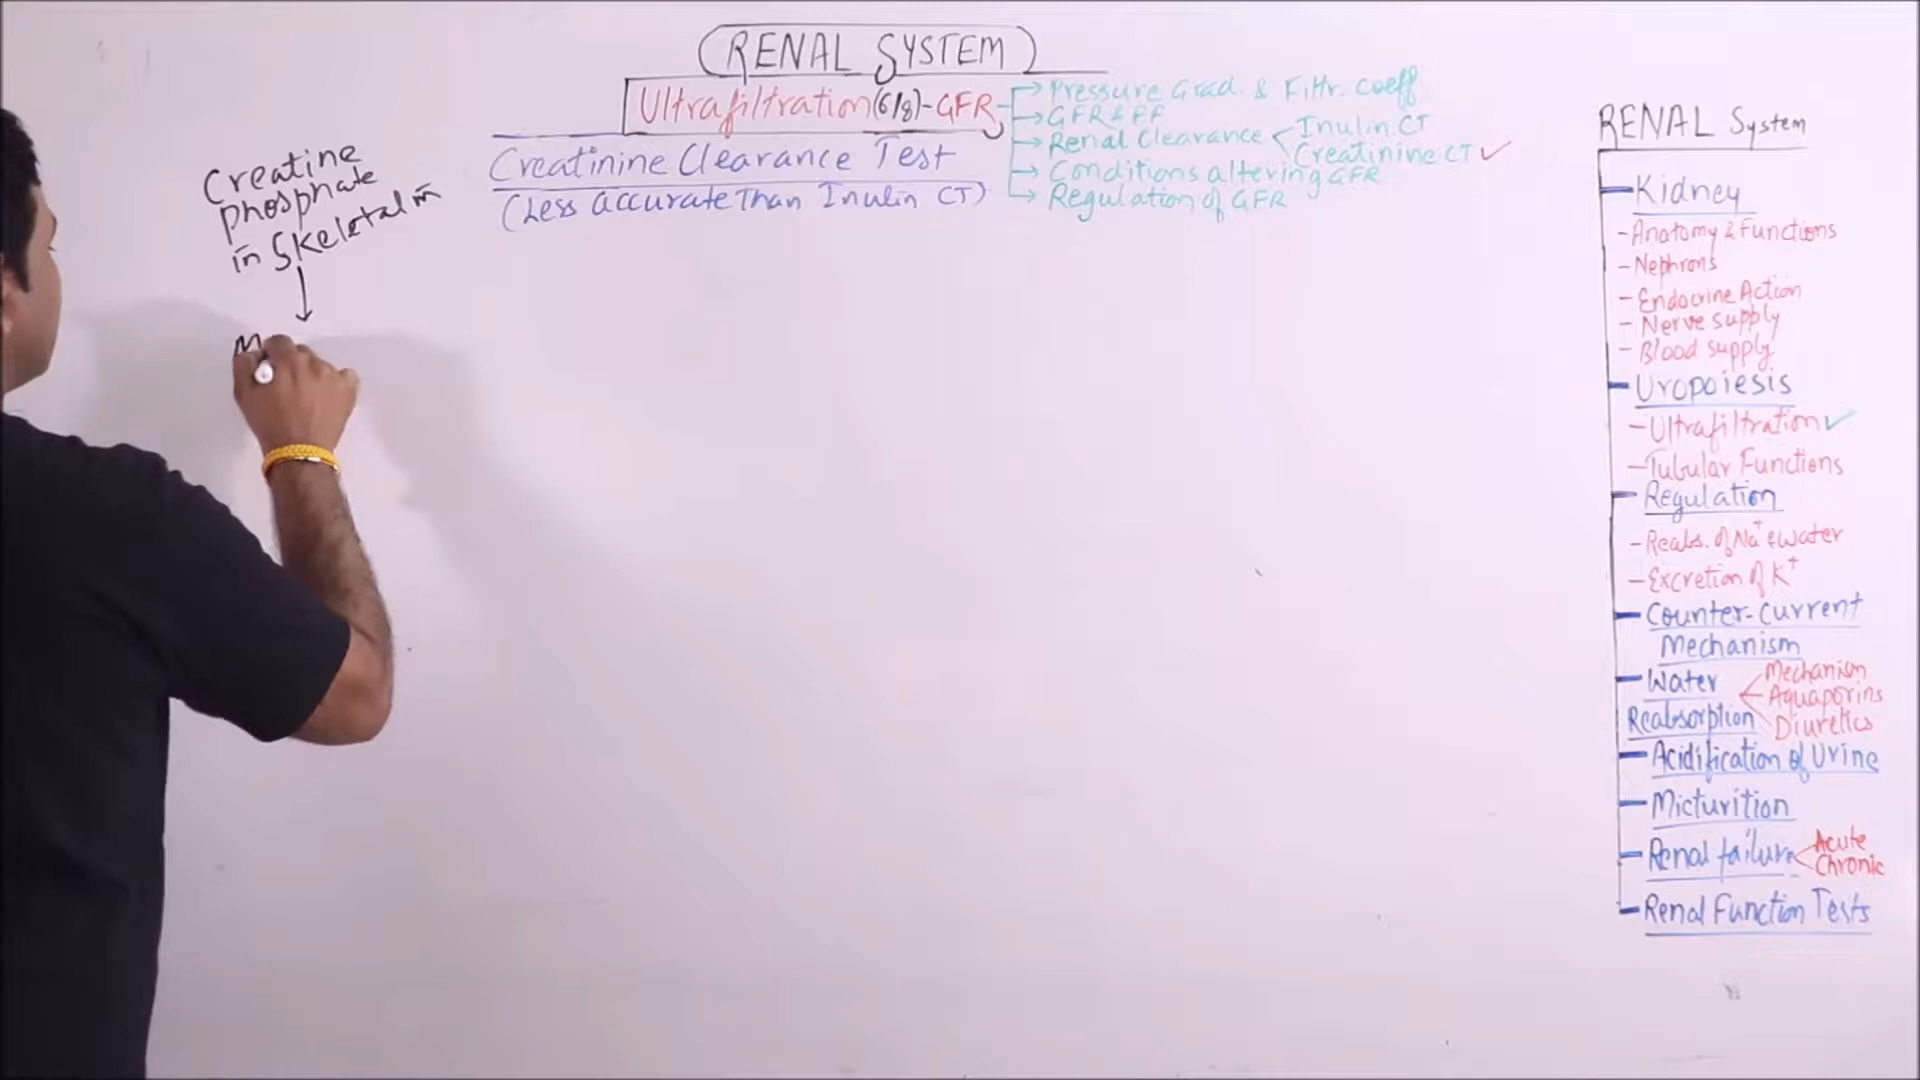 RENAL SYSTEM
Ultrafiltration (6/8) - GFR
Pressure Grad. & Filtr. coeff
GFR & FF
Renal Clearance
Inulin CT
Creatinine CT ✓
Conditions altering GFR
Regulation of GFR
Creatinine Clearance Test
(Less accurate Than Inulin CT)
Creatine
phosphate
in Skeletal m
M
RENAL System
Kidney
- Anatomy & Functions
- Nephrons
- Endocrine Action
- Nerve supply
- Blood supply
Uropoiesis
- Ultrafiltration ✓
- Tubular Functions
Regulation
- Reabs. of Na+ & water
- Excretion of K+
Counter-Current
Mechanism
Water
Reabsorption
Mechanism
Aquaporins
Diuretics
Acidification of Urine
Micturition
Renal failure
Acute
Chronic
Renal Function Tests